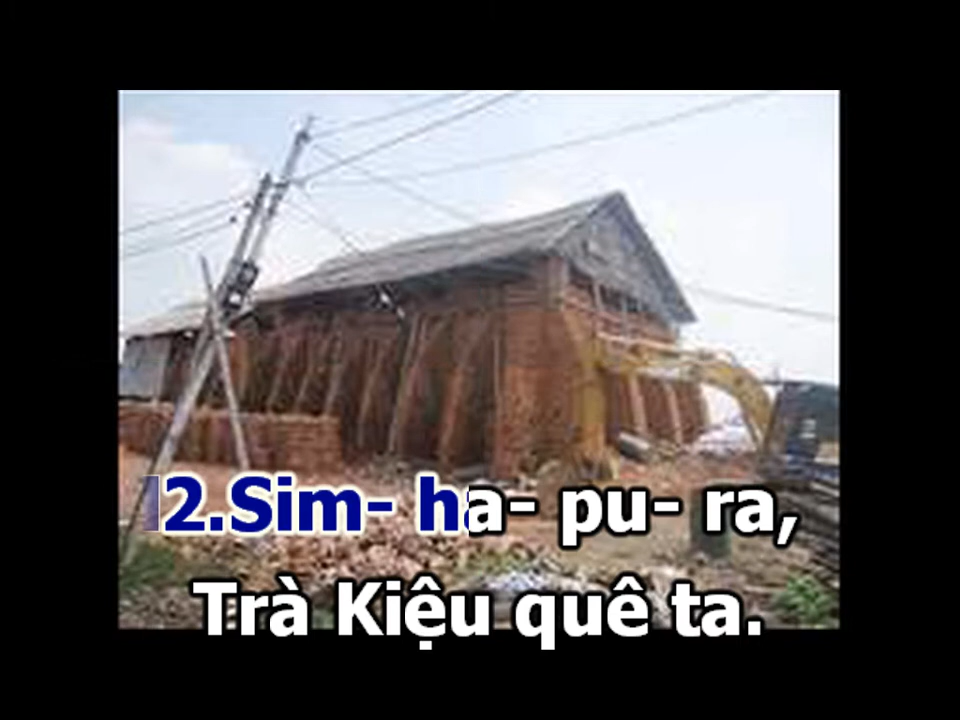 2.Sim- ha- pu- ra,
Trà Kiệu quê ta.